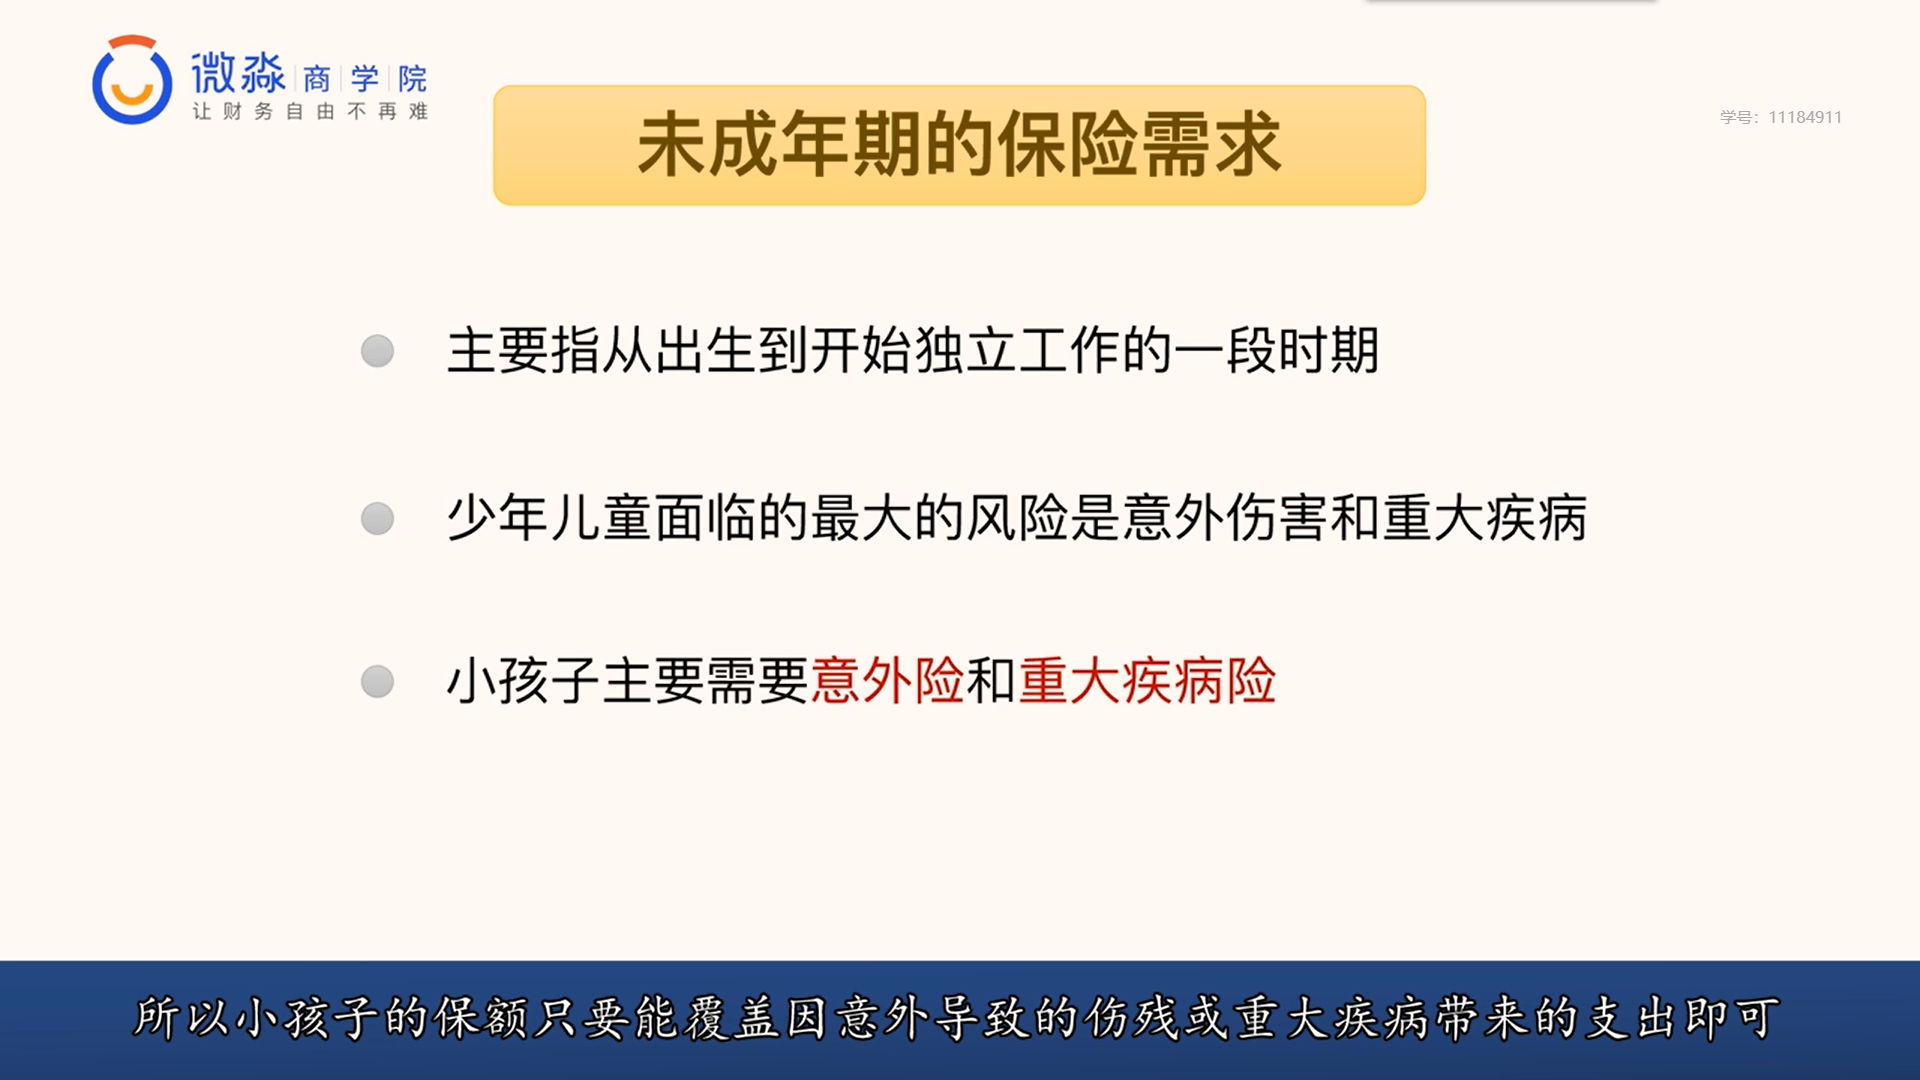 微淼商学院
让财务自由不再难
学号：11184911
未成年期的保险需求
主要指从出生到开始独立工作的一段时期
少年儿童面临的最大的风险是意外伤害和重大疾病
小孩子主要需要意外险和重大疾病险
所以小孩子的保额只要能覆盖因意外导致的伤残或重大疾病带来的支出即可